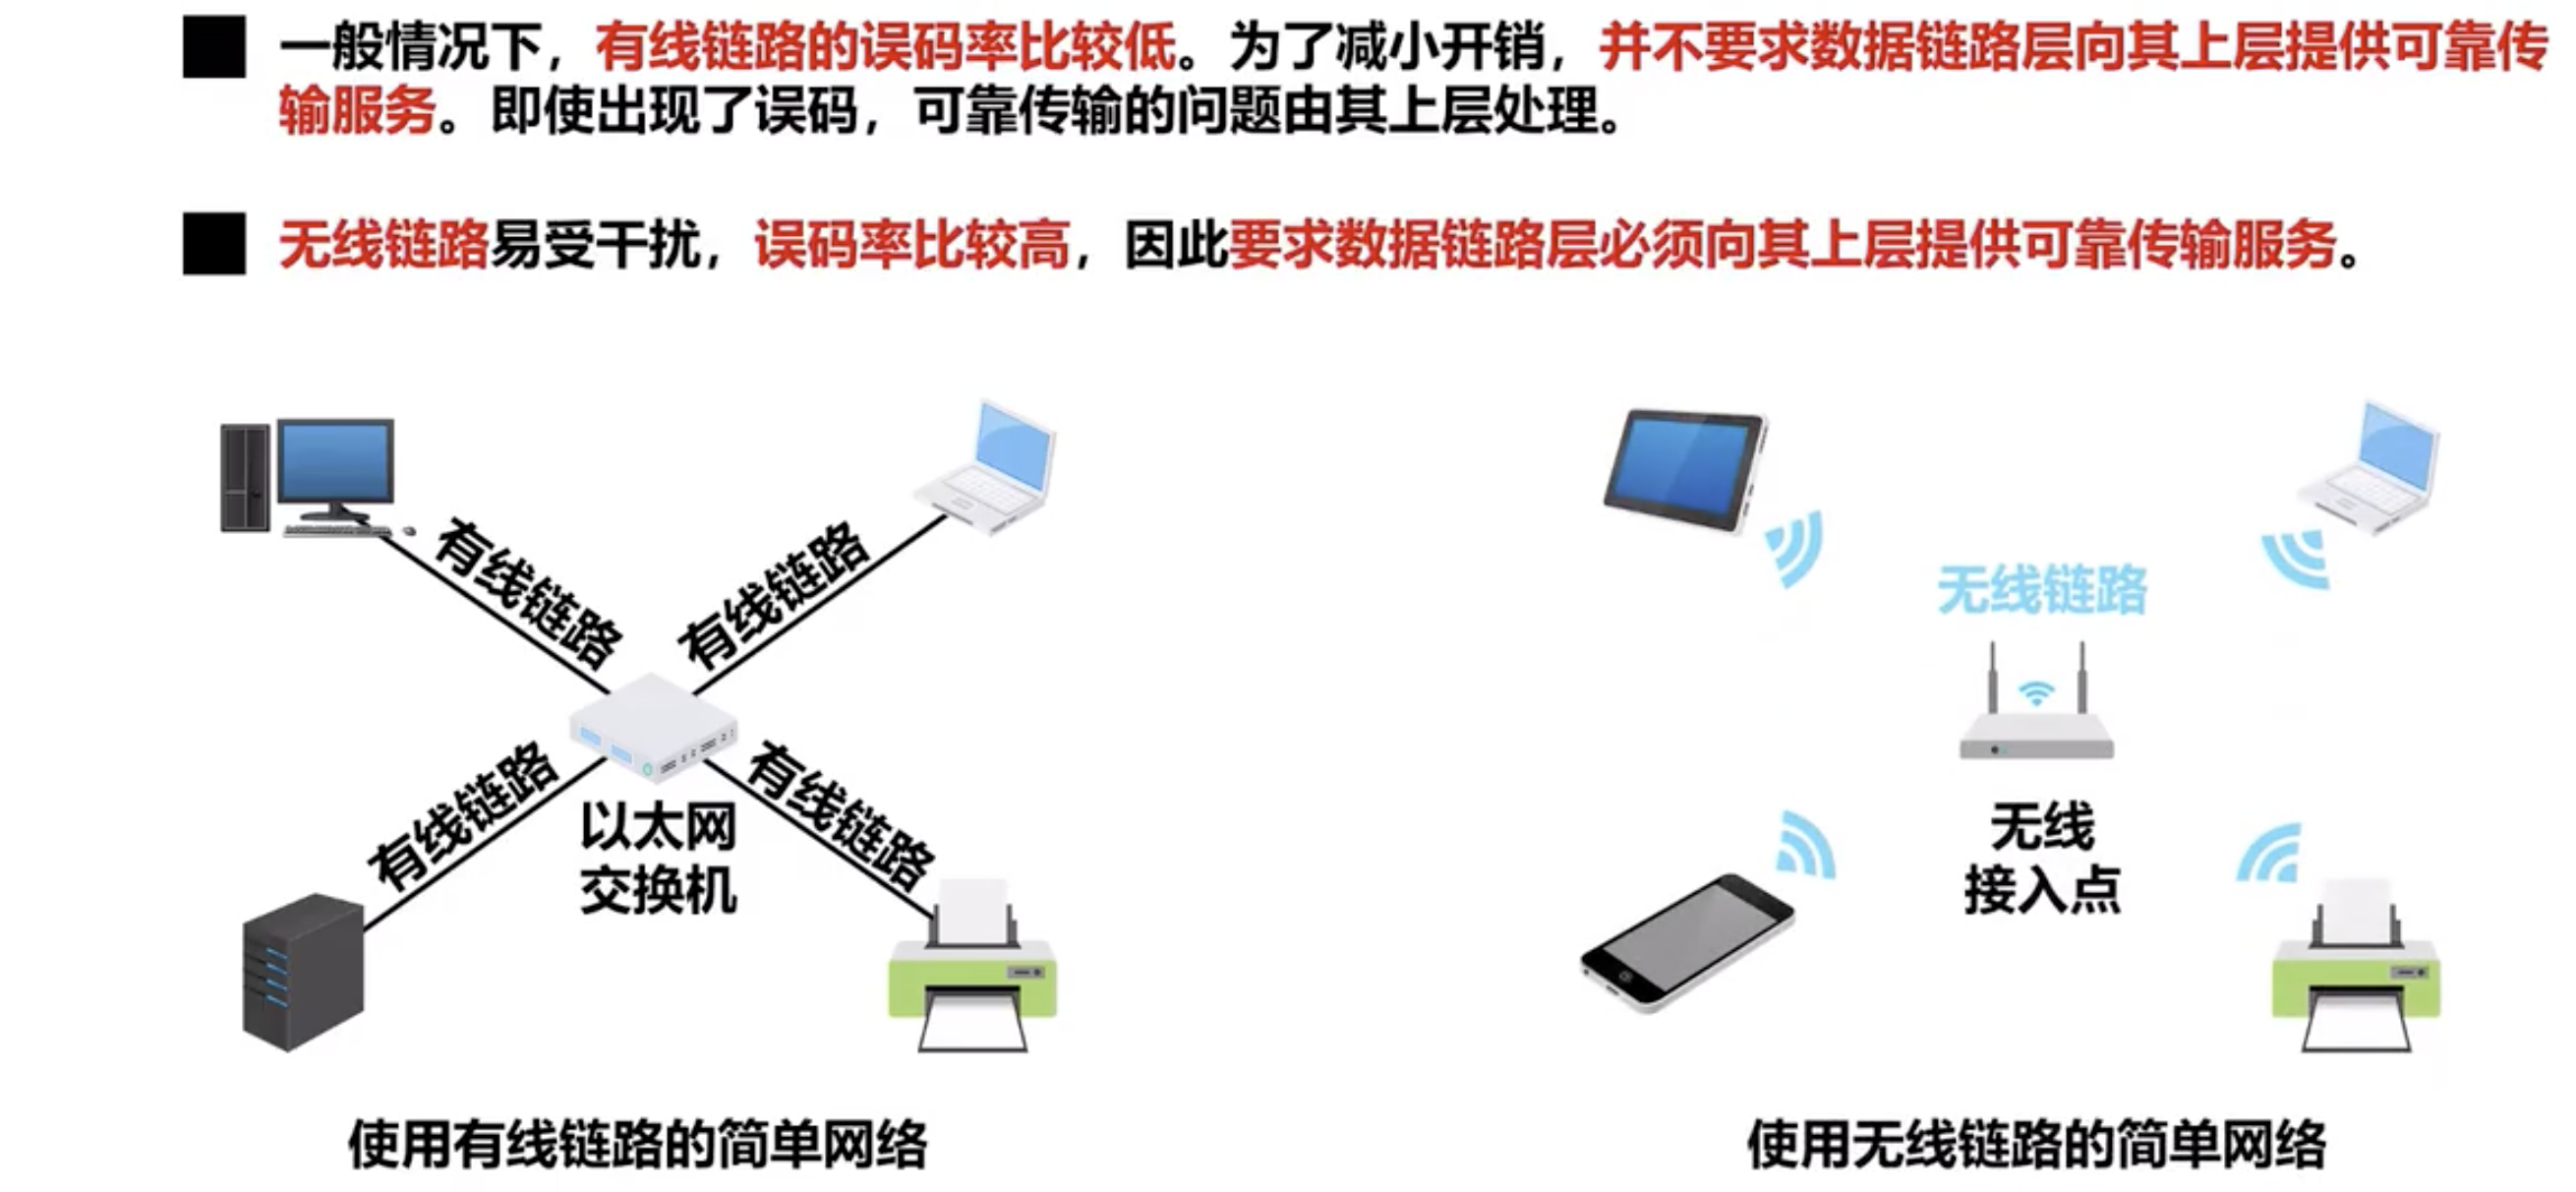 一般情况下，有线链路的误码率比较低。为了减小开销，并不要求数据链路层向其上层提供可靠传
输服务。即使出现了误码，可靠传输的问题由其上层处理。
无线链路易受干扰，误码率比较高，因此要求数据链路层必须向其上层提供可靠传输服务。
有线链路
有线链路
有线链路
有线链路
以太网
交换机
使用有线链路的简单网络
无线链路
无线
接入点
使用无线链路的简单网络